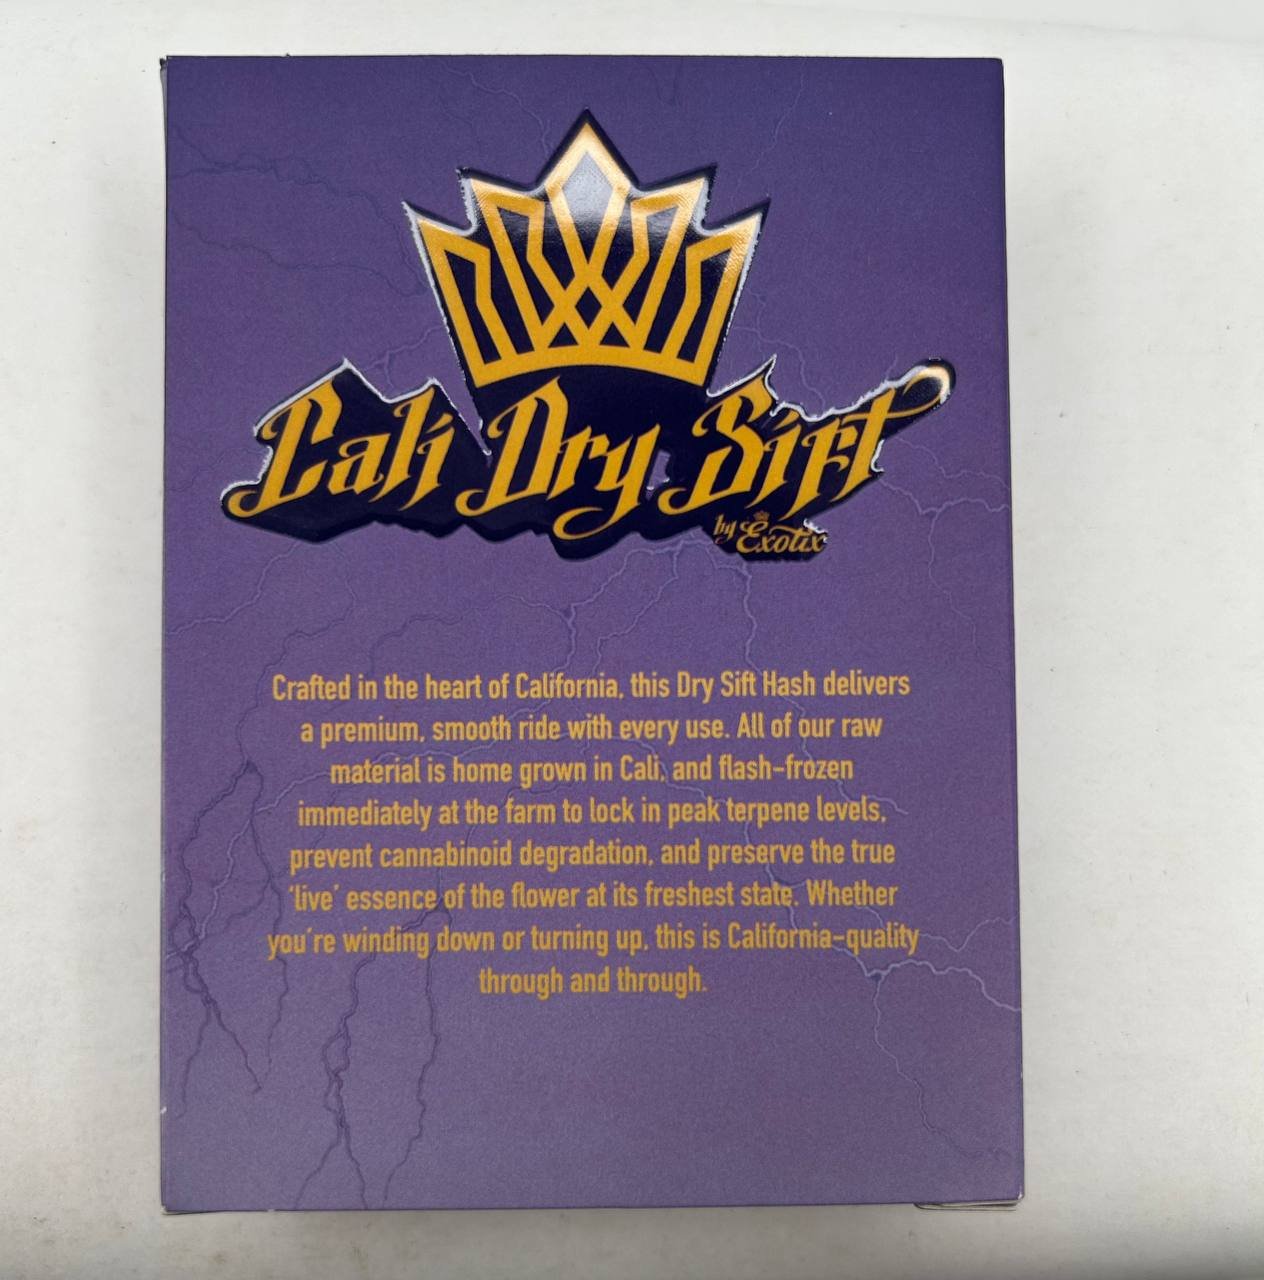 Cali Dry Sift
by Exotix
Crafted in the heart of California, this Dry Sift Hash delivers
a premium, smooth ride with every use. All of our raw
material is home grown in Cali, and flash-frozen
immediately at the farm to lock in peak terpene levels,
prevent cannabinoid degradation, and preserve the true
'live' essence of the flower at its freshest state. Whether
you're winding down or turning up, this is California-quality
through and through.